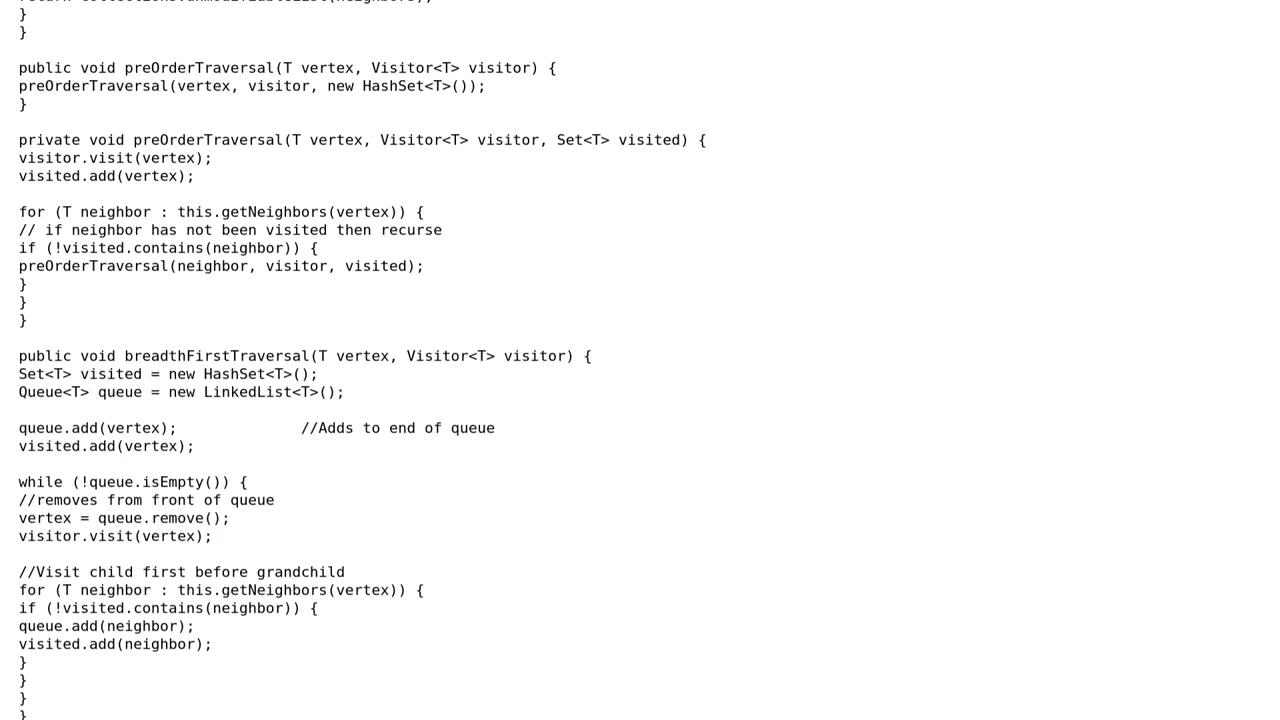 }
}

public void preOrderTraversal(T vertex, Visitor<T> visitor) {
preOrderTraversal(vertex, visitor, new HashSet<T>());
}

private void preOrderTraversal(T vertex, Visitor<T> visitor, Set<T> visited) {
visitor.visit(vertex);
visited.add(vertex);

for (T neighbor : this.getNeighbors(vertex)) {
// if neighbor has not been visited then recurse
if (!visited.contains(neighbor)) {
preOrderTraversal(neighbor, visitor, visited);
}
}
}

public void breadthFirstTraversal(T vertex, Visitor<T> visitor) {
Set<T> visited = new HashSet<T>();
Queue<T> queue = new LinkedList<T>();

queue.add(vertex);              //Adds to end of queue
visited.add(vertex);

while (!queue.isEmpty()) {
//removes from front of queue
vertex = queue.remove();
visitor.visit(vertex);

//Visit child first before grandchild
for (T neighbor : this.getNeighbors(vertex)) {
if (!visited.contains(neighbor)) {
queue.add(neighbor);
visited.add(neighbor);
}
}
}
}